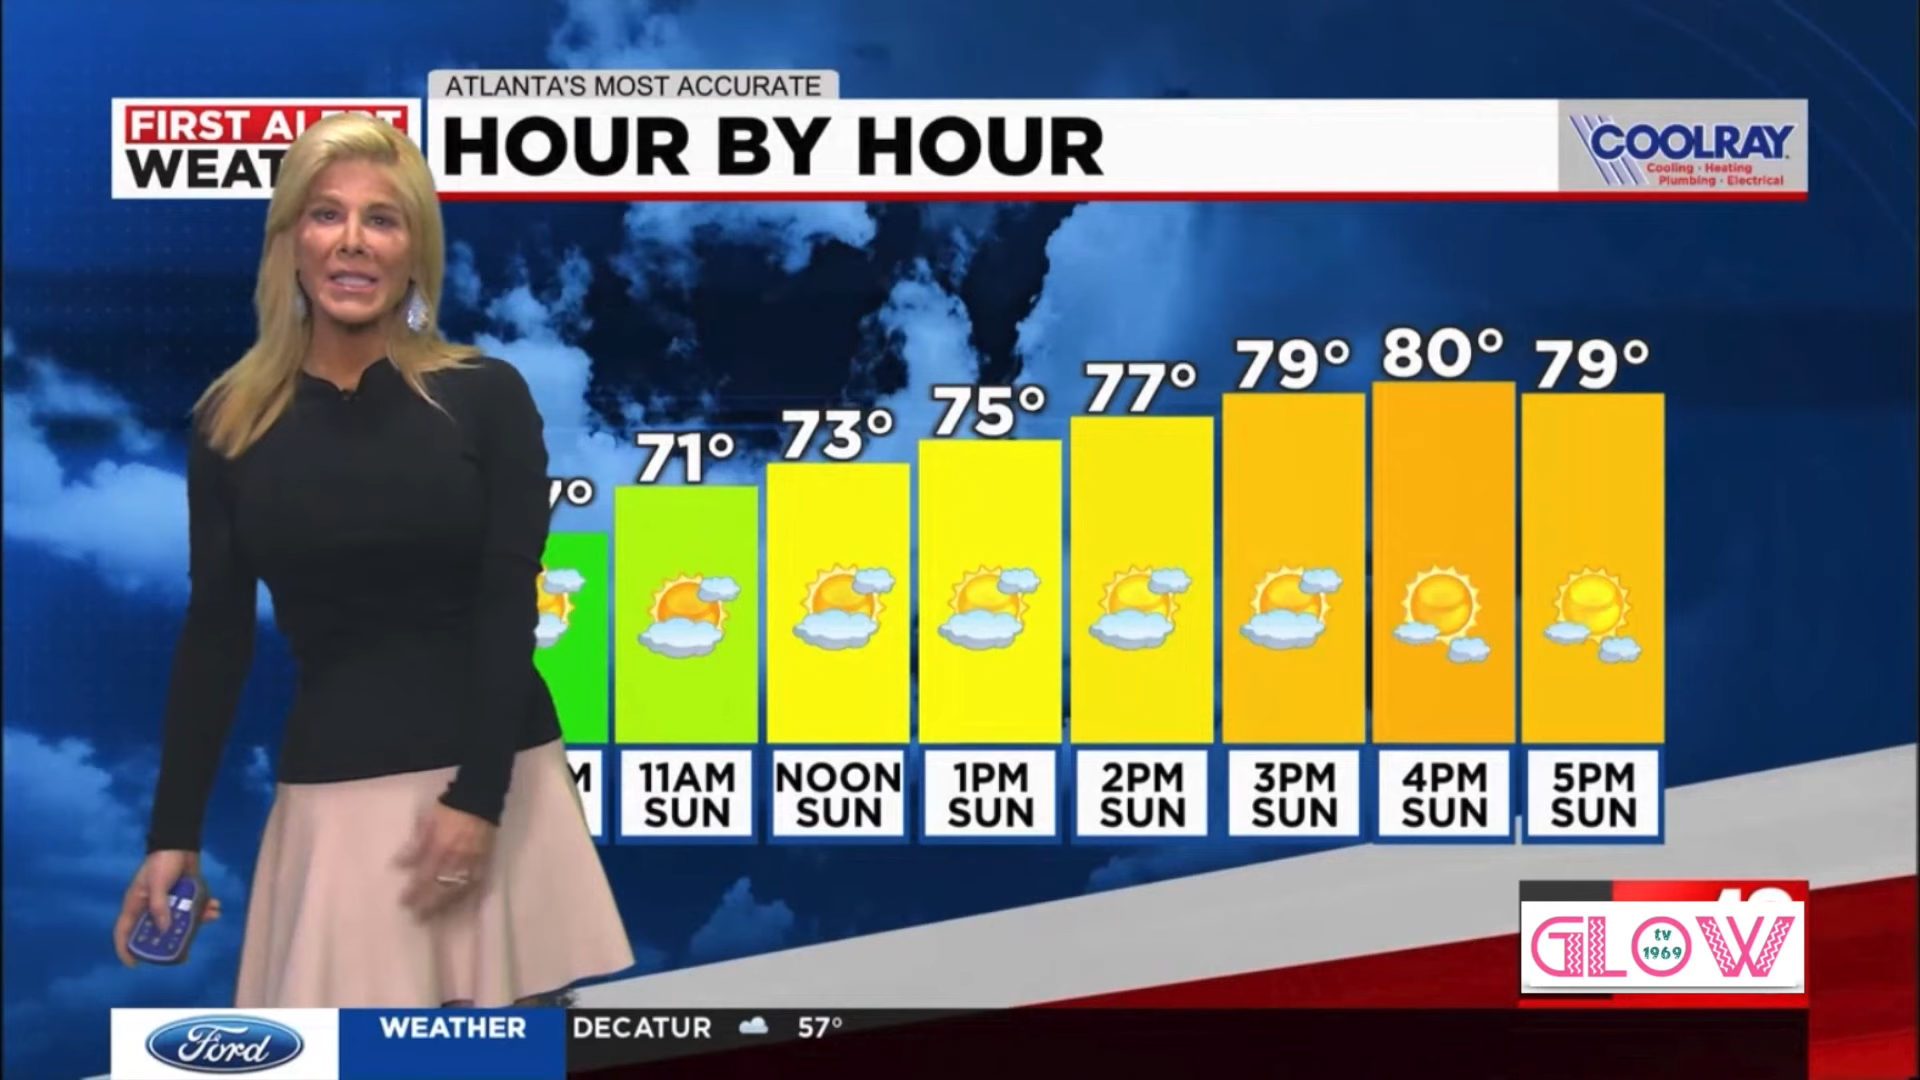 ATLANTA'S MOST ACCURATE
FIRST ALERT
WEAT
HOUR BY HOUR
COOLRAY
Cooling · Heating
Plumbing · Electrical
7° 71° 73° 75° 77° 79° 80° 79°
M 11AM NOON 1PM 2PM 3PM 4PM 5PM
SUN SUN SUN SUN SUN SUN SUN
GLOW
tv
1969
Ford WEATHER DECATUR 57°